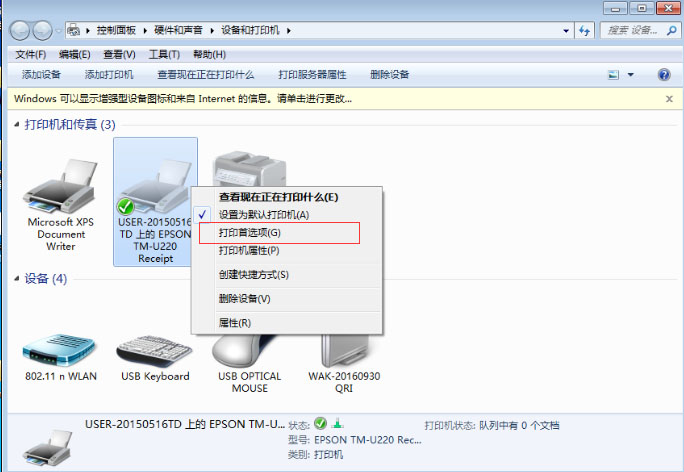 控制面板 硬件和声音 设备和打印机
搜索 设备...
文件(F) 编辑(E) 查看(V) 工具(T) 帮助(H)
添加设备 添加打印机 查看现在正在打印什么 打印服务器属性 删除设备
Windows 可以显示增强型设备图标和来自 Internet 的信息。请单击进行更改...
打印机和传真 (3)
Microsoft XPS
Document
Writer
USER-20150516
TD 上的 EPSON
TM-U220
Receipt
查看现在正在打印什么(E)
设置为默认打印机(A)
打印首选项(G)
打印机属性(P)
创建快捷方式(S)
删除设备(V)
属性(R)
设备 (4)
802.11 n WLAN
USB Keyboard
USB OPTICAL
MOUSE
WAK-20160930
QRI
USER-20150516TD 上的 EPSON TM-U... 状态: 打印机状态: 队列中有 0 个文档
型号: EPSON TM-U220 Rec...
类别: 打印机